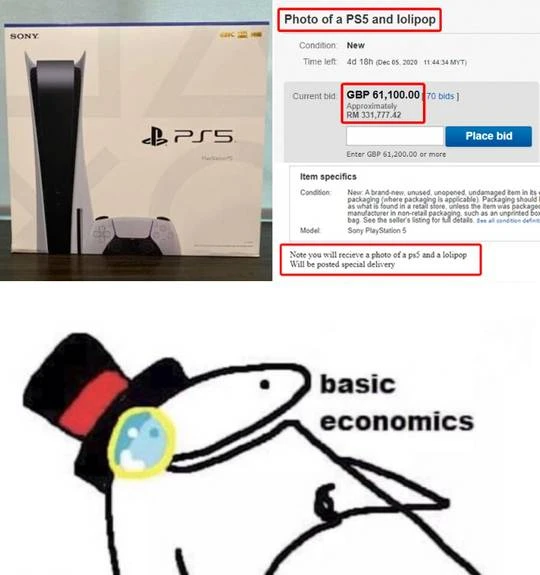 SONY
PS5
PlayStation®5
Photo of a PS5 and lolipop
Condition: New
Time left: 4d 18h (Dec 05, 2020 11:44:34 MYT)
Current bid: GBP 61,100.00 [70 bids ]
Approximately
RM 331,777.42
Place bid
Enter GBP 61,200.00 or more
Item specifics
Condition: New: A brand-new, unused, unopened, undamaged item in its
packaging (where packaging is applicable). Packaging should
as what is found in a retail store, unless the item was packaged
manufacturer in non-retail packaging, such as an unprinted box
bag. See the seller's listing for full details. See all condition definit
Model: Sony PlayStation 5
Note you will recieve a photo of a ps5 and a lolipop
Will be posted special delivery
basic
economics